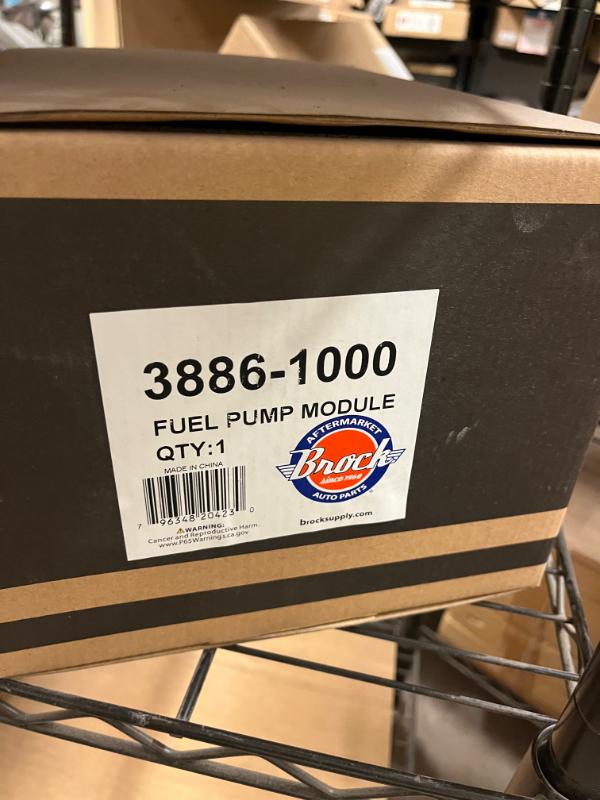 3886-1000
FUEL PUMP MODULE
QTY:1
MADE IN CHINA
7 96348 20423 0
⚠WARNING:
Cancer and Reproductive Harm.
www.P65Warnings.ca.gov
AFTERMARKET
Brock
Since 1960
AUTO PARTS
®
brocksupply.com